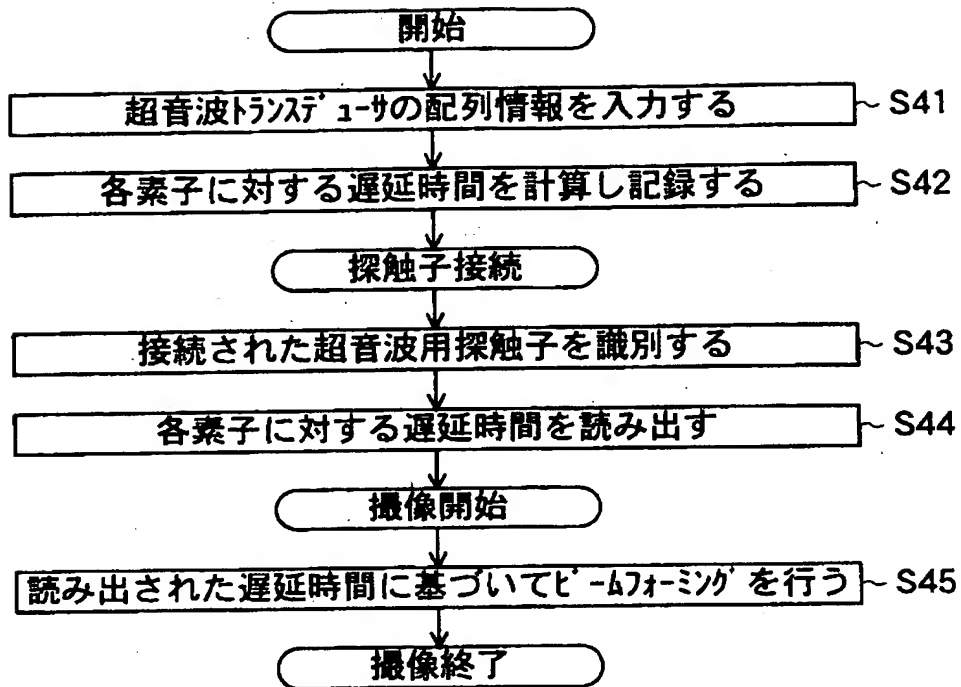 開始
超音波ﾄﾗﾝｽﾃﾞｭｰｻの配列情報を入力する ~ S41
各素子に対する遅延時間を計算し記録する ~ S42
探触子接続
接続された超音波用探触子を識別する ~ S43
各素子に対する遅延時間を読み出す ~ S44
撮像開始
読み出された遅延時間に基づいてﾋﾞｰﾑﾌｫｰﾐﾝｸﾞを行う ~ S45
撮像終了